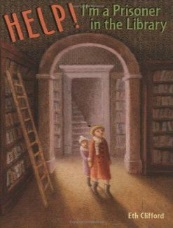 HELP! I'm a Prisoner
in the Library
Eth Clifford